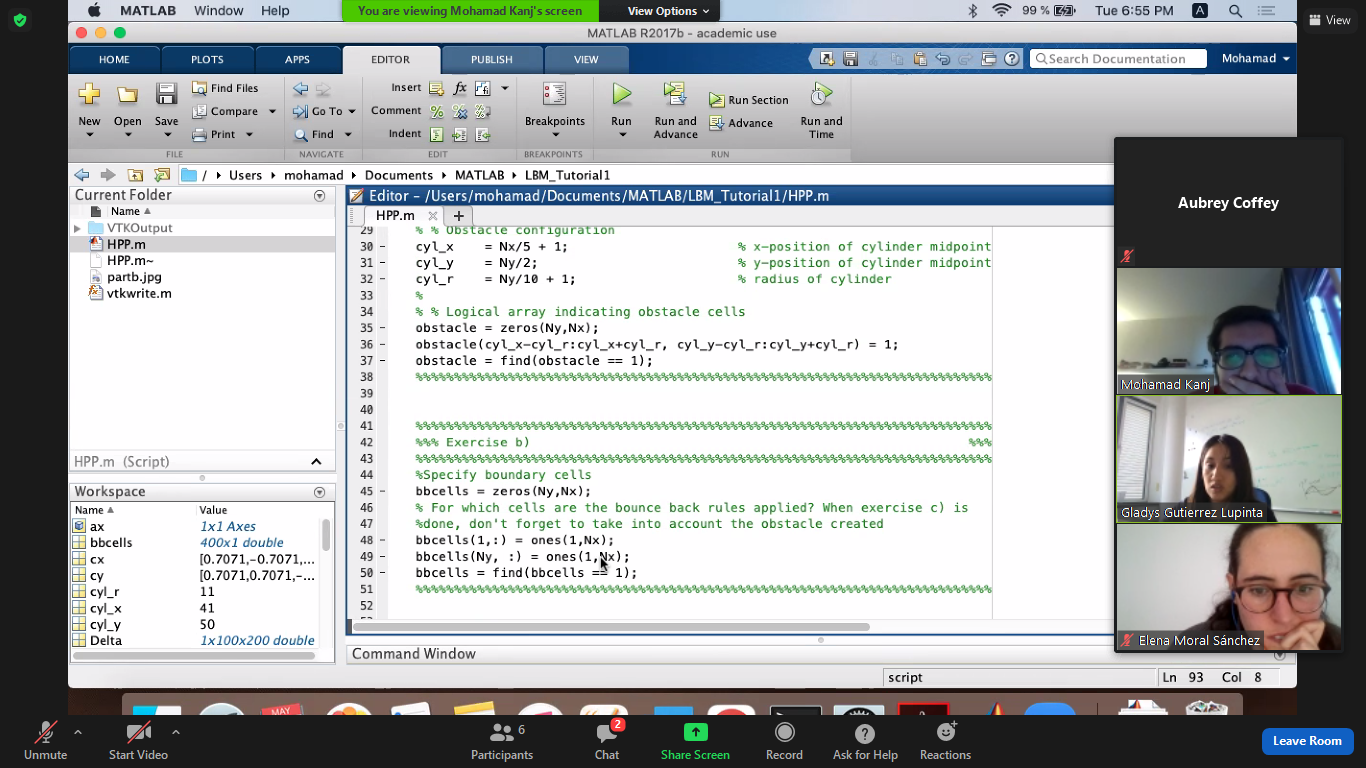 MATLAB Window Help
You are viewing Mohamad Kanj's screen
View Options
99 %
Tue 6:55 PM
A
View
MATLAB R2017b - academic use
HOME PLOTS APPS EDITOR PUBLISH VIEW
Search Documentation
Mohamad
New Open Save
Find Files
Compare
Print
FILE
Go To
Find
NAVIGATE
Insert fx
Comment
Indent
EDIT
Breakpoints
BREAKPOINTS
Run
Run and Advance
Run Section
Advance
Run and Time
RUN
/ Users mohamad Documents MATLAB LBM_Tutorial1
Current Folder
Name
VTKOutput
HPP.m
HPP.m~
partb.jpg
vtkwrite.m
HPP.m (Script)
Workspace
Name Value
ax 1x1 Axes
bbcells 400x1 double
cx [0.7071,-0.7071,...
cy [0.7071,0.7071,-...
cyl_r 11
cyl_x 41
cyl_y 50
Delta 1x100x200 double
Editor - /Users/mohamad/Documents/MATLAB/LBM_Tutorial1/HPP.m
HPP.m
29 % % Obstacle configuration
30 - cyl_x = Nx/5 + 1; % x-position of cylinder midpoint
31 - cyl_y = Ny/2; % y-position of cylinder midpoint
32 - cyl_r = Ny/10 + 1; % radius of cylinder
33 %
34 % % Logical array indicating obstacle cells
35 - obstacle = zeros(Ny,Nx);
36 - obstacle(cyl_x-cyl_r:cyl_x+cyl_r, cyl_y-cyl_r:cyl_y+cyl_r) = 1;
37 - obstacle = find(obstacle == 1);
38 %%%%%%%%%%%%%%%%%%%%%%%%%%%%%%%%%%%%%%%%%%%%%%%%%%%%%%%%%%%%%%%%%%%%%%%%%%%
39
40
41 %%%%%%%%%%%%%%%%%%%%%%%%%%%%%%%%%%%%%%%%%%%%%%%%%%%%%%%%%%%%%%%%%%%%%%%%%%%
42 %%% Exercise b) %%%
43 %%%%%%%%%%%%%%%%%%%%%%%%%%%%%%%%%%%%%%%%%%%%%%%%%%%%%%%%%%%%%%%%%%%%%%%%%%%
44 %Specify boundary cells
45 - bbcells = zeros(Ny,Nx);
46 % For which cells are the bounce back rules applied? When exercise c) is
47 %done, don't forget to take into account the obstacle created
48 - bbcells(1,:) = ones(1,Nx);
49 - bbcells(Ny, :) = ones(1,Nx);
50 - bbcells = find(bbcells == 1);
51 %%%%%%%%%%%%%%%%%%%%%%%%%%%%%%%%%%%%%%%%%%%%%%%%%%%%%%%%%%%%%%%%%%%%%%%%%%%
52
Command Window
script
Ln 93 Col 8
Aubrey Coffey
Mohamad Kanj
Gladys Gutierrez Lupinta
Elena Moral Sánchez
MAY
Unmute
Start Video
Participants 6
Chat 2
Share Screen
Record
Ask for Help
Reactions
Leave Room